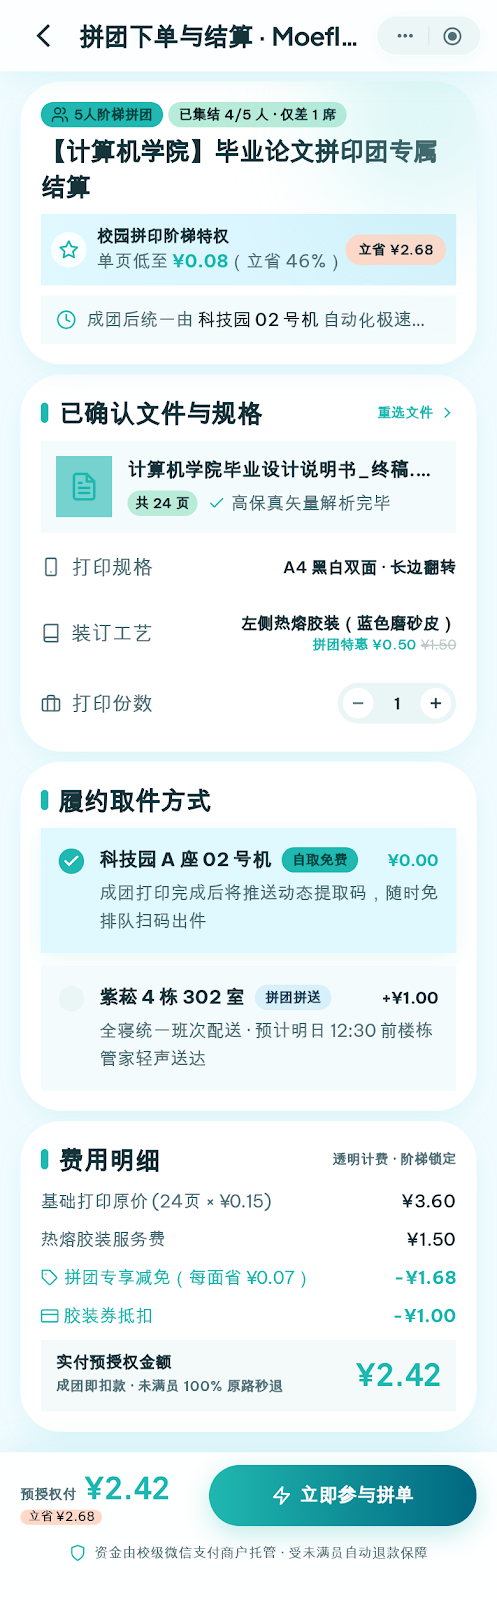 拼团下单与结算 · Moefl...
5人阶梯拼团 已集结 4/5 人 · 仅差 1 席
【计算机学院】毕业论文拼印团专属
结算
校园拼印阶梯特权
单页低至 ¥0.08 ( 立省 46% ) 立省 ¥2.68
成团后统一由 科技园 02 号机 自动化极速...
已确认文件与规格 重选文件
计算机学院毕业设计说明书_终稿....
共 24 页 高保真矢量解析完毕
打印规格 A4 黑白双面 · 长边翻转
装订工艺 左侧热熔胶装 ( 蓝色磨砂皮 )
拼团特惠 ¥0.50 ¥1.50
打印份数 − 1 +
履约取件方式
科技园 A 座 02 号机 自取免费 ¥0.00
成团打印完成后将推送动态提取码，随时免
排队扫码出件
紫菘 4 栋 302 室 拼团拼送 +¥1.00
全寝统一班次配送 · 预计明日 12:30 前楼栋
管家轻声送达
费用明细 透明计费 · 阶梯锁定
基础打印原价 (24页 × ¥0.15) ¥3.60
热熔胶装服务费 ¥1.50
拼团专享减免 ( 每面省 ¥0.07 ) -¥1.68
胶装券抵扣 -¥1.00
实付预授权金额
成团即扣款 · 未满员 100% 原路秒退 ¥2.42
预授权付 ¥2.42
立省 ¥2.68
立即参与拼单
资金由校级微信支付商户托管 · 受未满员自动退款保障